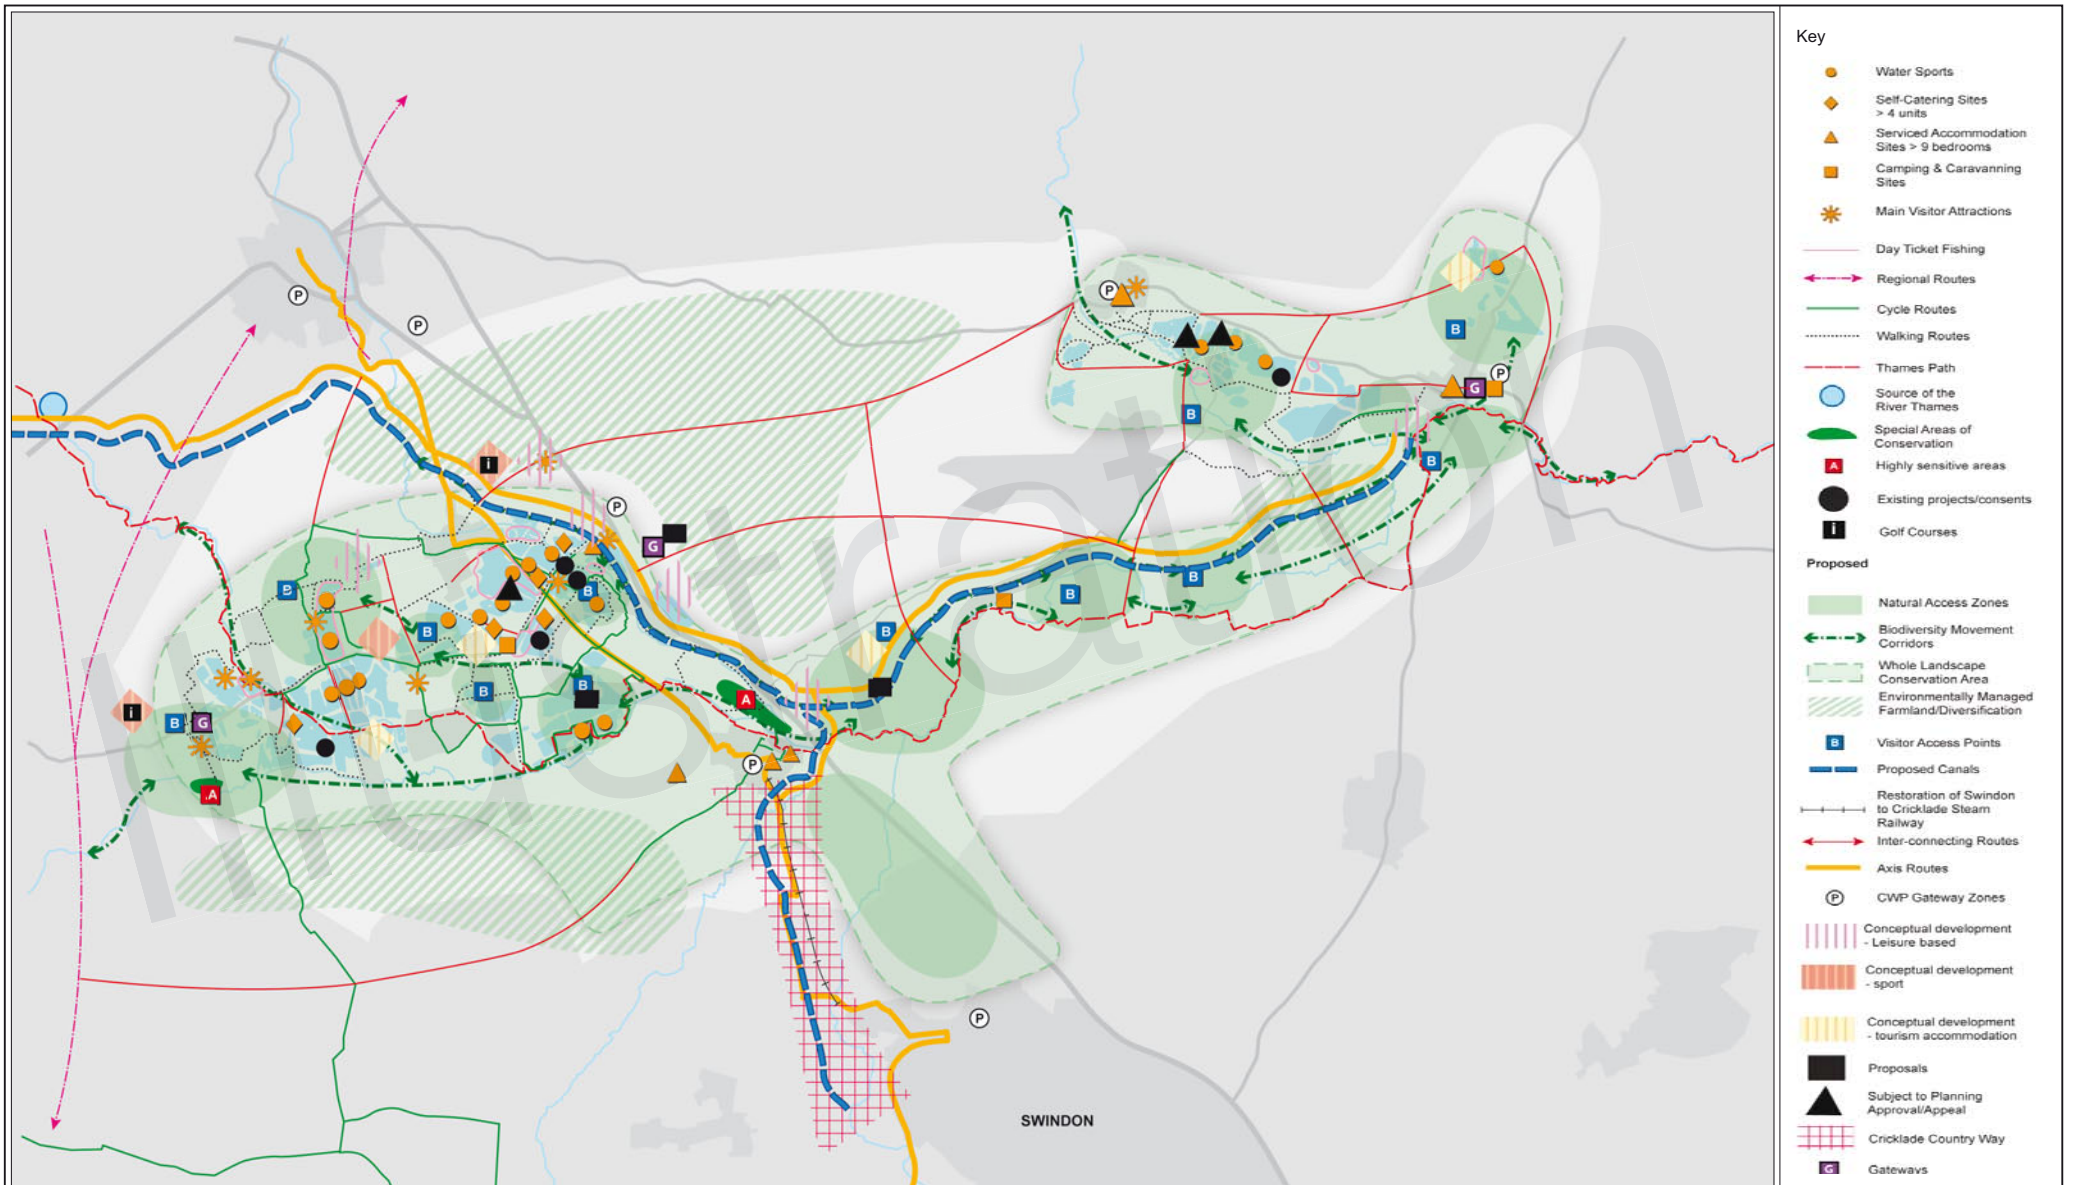 Illustration
P
P
P
P
P
P
P
i
i
G
G
G
B
B
B
B
B
B
B
B
B
B
B
B
A
.A
SWINDON
Key
Water Sports
Self-Catering Sites
> 4 units
Serviced Accommodation
Sites > 9 bedrooms
Camping & Caravanning
Sites
Main Visitor Attractions
Day Ticket Fishing
Regional Routes
Cycle Routes
Walking Routes
Thames Path
Source of the
River Thames
Special Areas of
Conservation
A Highly sensitive areas
Existing projects/consents
i Golf Courses
Proposed
Natural Access Zones
Biodiversity Movement
Corridors
Whole Landscape
Conservation Area
Environmentally Managed
Farmland/Diversification
B Visitor Access Points
Proposed Canals
Restoration of Swindon
to Cricklade Steam
Railway
Inter-connecting Routes
Axis Routes
P CWP Gateway Zones
Conceptual development
- Leisure based
Conceptual development
- sport
Conceptual development
- tourism accommodation
Proposals
Subject to Planning
Approval/Appeal
Cricklade Country Way
G Gateways